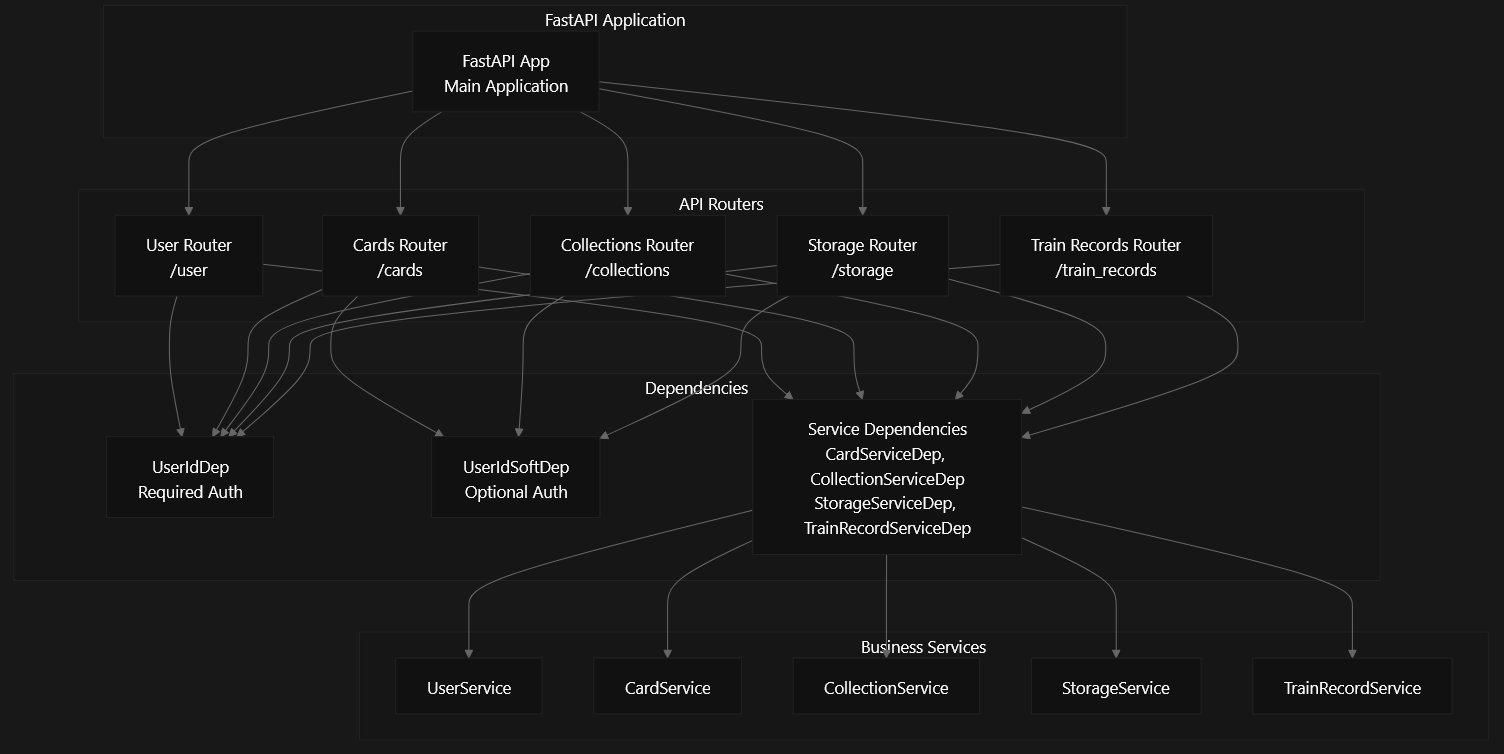 FastAPI Application
FastAPI App
Main Application
API Routers
User Router
/user
Cards Router
/cards
Collections Router
/collections
Storage Router
/storage
Train Records Router
/train_records
Dependencies
UserIdDep
Required Auth
UserIdSoftDep
Optional Auth
Service Dependencies
CardServiceDep,
CollectionServiceDep
StorageServiceDep,
TrainRecordServiceDep
Business Services
UserService
CardService
CollectionService
StorageService
TrainRecordService